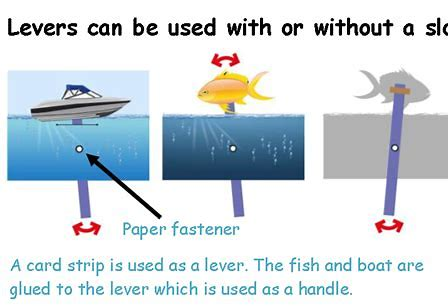 Levers can be used with or without a slo
Paper fastener
A card strip is used as a lever. The fish and boat are
glued to the lever which is used as a handle.